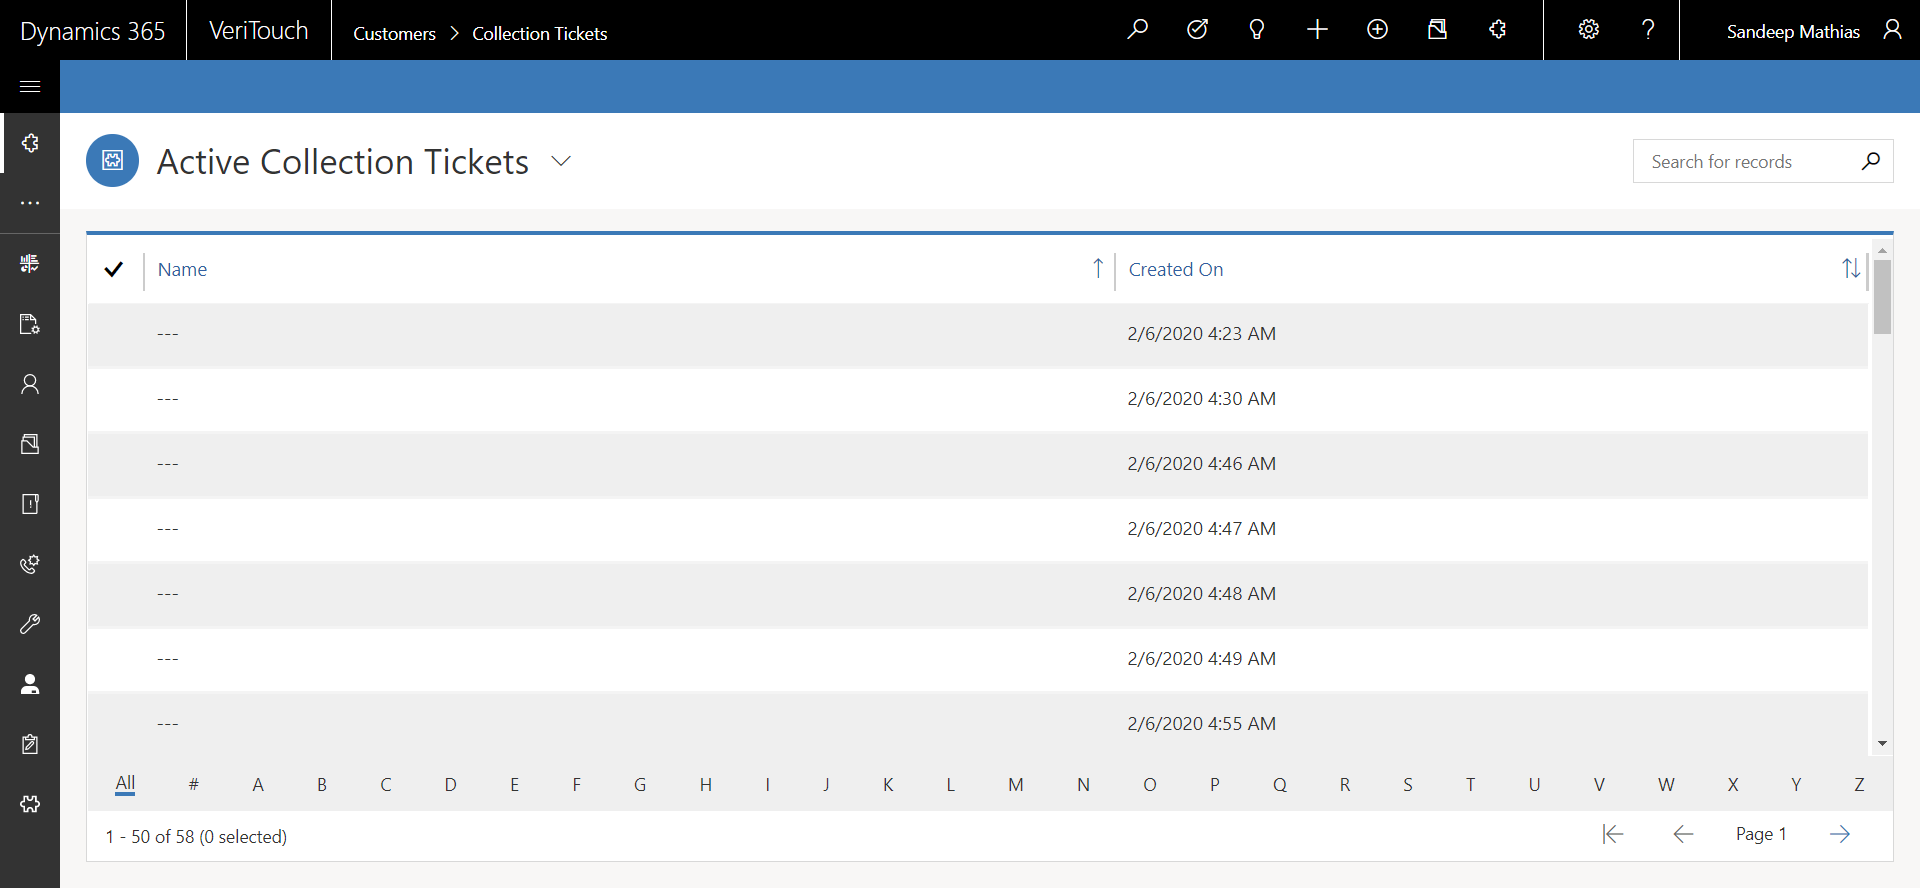 Dynamics 365 VeriTouch Customers > Collection Tickets ? Sandeep Mathias
Active Collection Tickets
Search for records
Name Created On
--- 2/6/2020 4:23 AM
--- 2/6/2020 4:30 AM
--- 2/6/2020 4:46 AM
--- 2/6/2020 4:47 AM
--- 2/6/2020 4:48 AM
--- 2/6/2020 4:49 AM
--- 2/6/2020 4:55 AM
All # A B C D E F G H I J K L M N O P Q R S T U V W X Y Z
1 - 50 of 58 (0 selected) Page 1